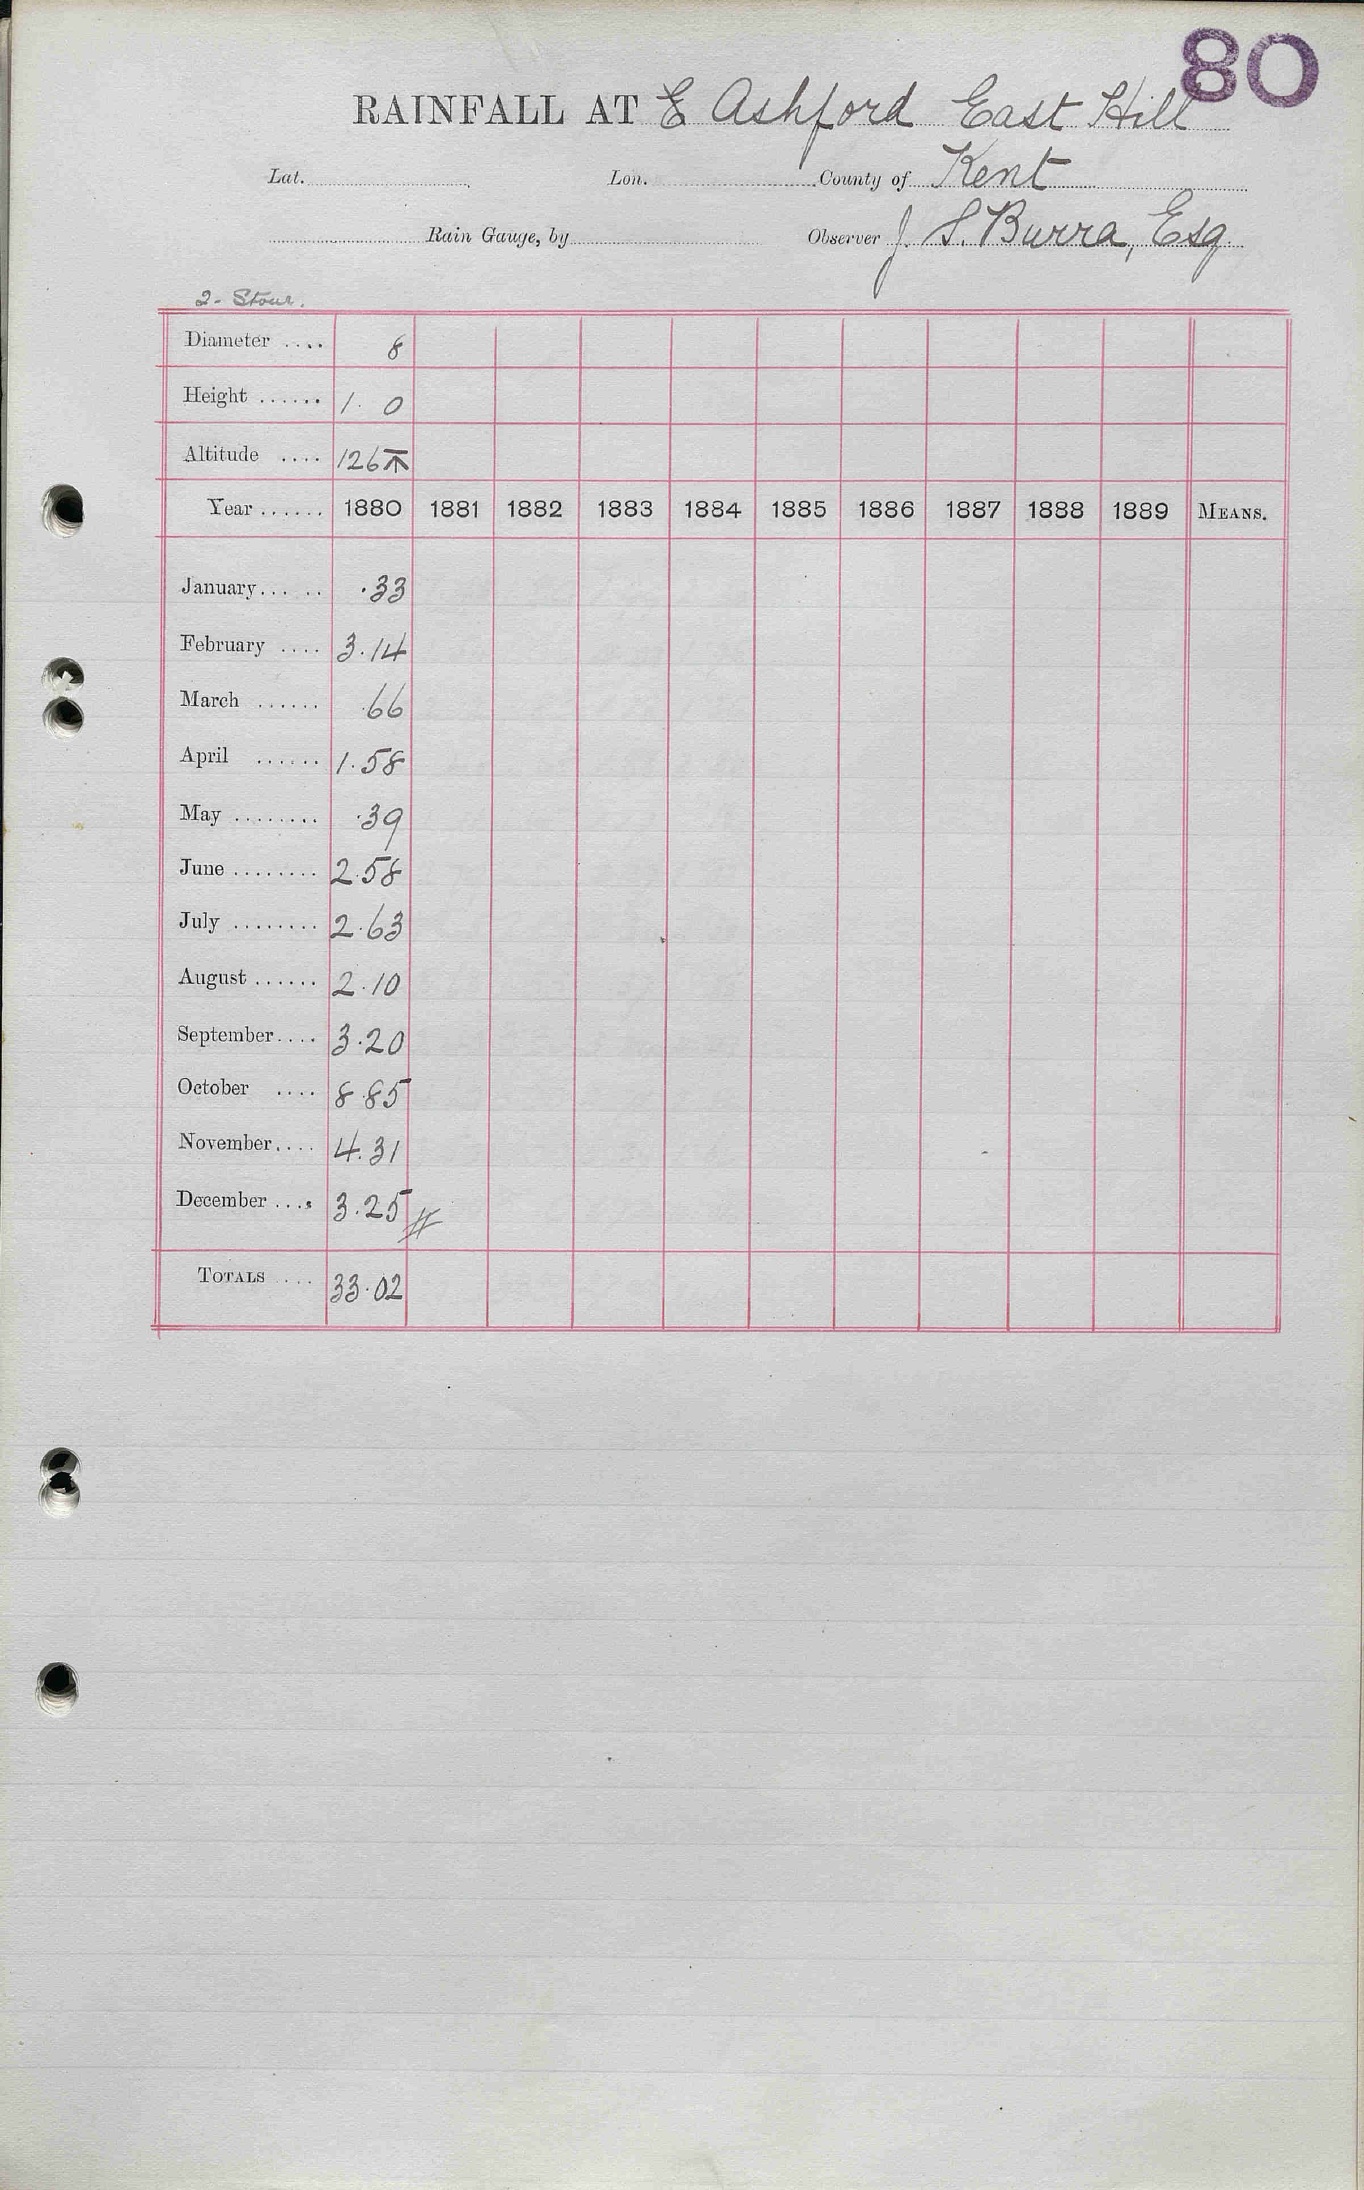 80
RAINFALL AT E Ashford East Hill
Lat. Lon. County of Kent
Rain Gauge, by Observer J. S. Burra, Esq.
2- Stour.
Diameter .... 8
Height ...... 1. 0
Altitude .... 126
Year ...... 1880 1881 1882 1883 1884 1885 1886 1887 1888 1889 MEANS.
January...... .33
February .... 3.14
March ...... .66
April ...... 1.58
May ........ .39
June ........ 2.58
July ........ 2.63
August ...... 2.10
September.... 3.20
October .... 8.85
November.... 4.31
December .... 3.25 #
TOTALS .... 33.02